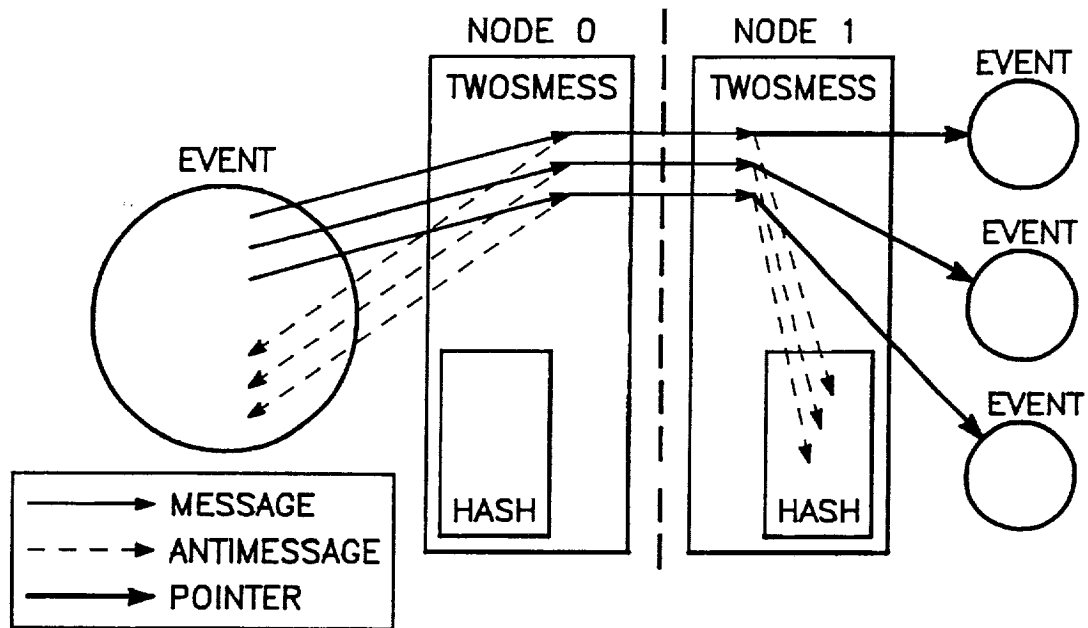 NODE 0
NODE 1
EVENT
TWOSMESS
TWOSMESS
EVENT
EVENT
EVENT
HASH
HASH
MESSAGE
ANTIMESSAGE
POINTER